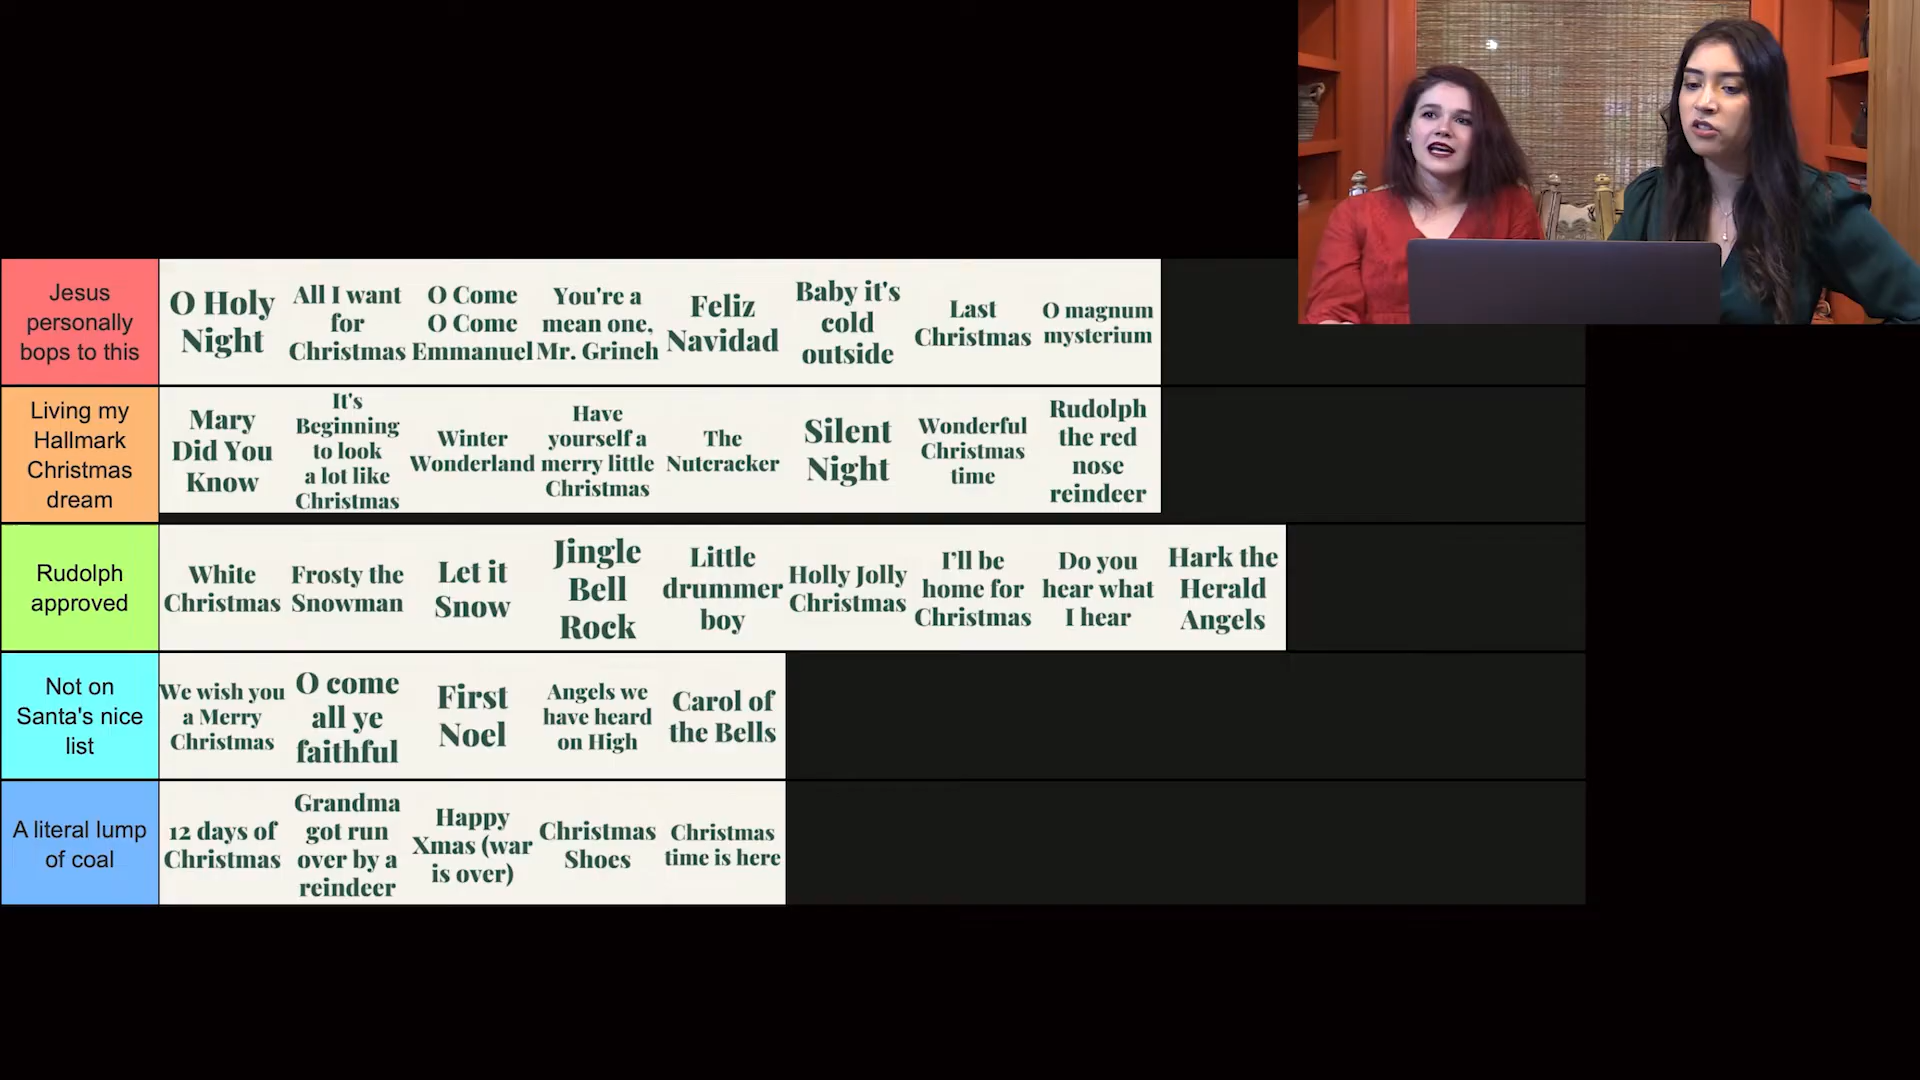 Jesus
personally
bops to this
O Holy
Night
All I want
for
Christmas
O Come
O Come
Emmanuel
You're a
mean one,
Mr. Grinch
Feliz
Navidad
Baby it's
cold
outside
Last
Christmas
O magnum
mysterium
Living my
Hallmark
Christmas
dream
Mary
Did You
Know
It's
Beginning
to look
a lot like
Christmas
Winter
Wonderland
Have
yourself a
merry little
Christmas
The
Nutcracker
Silent
Night
Wonderful
Christmas
time
Rudolph
the red
nose
reindeer
Rudolph
approved
White
Christmas
Frosty the
Snowman
Let it
Snow
Jingle
Bell
Rock
Little
drummer
boy
Holly Jolly
Christmas
I'll be
home for
Christmas
Do you
hear what
I hear
Hark the
Herald
Angels
Not on
Santa's nice
list
We wish you
a Merry
Christmas
O come
all ye
faithful
First
Noel
Angels we
have heard
on High
Carol of
the Bells
A literal lump
of coal
12 days of
Christmas
Grandma
got run
over by a
reindeer
Happy
Xmas (war
is over)
Christmas
Shoes
Christmas
time is here